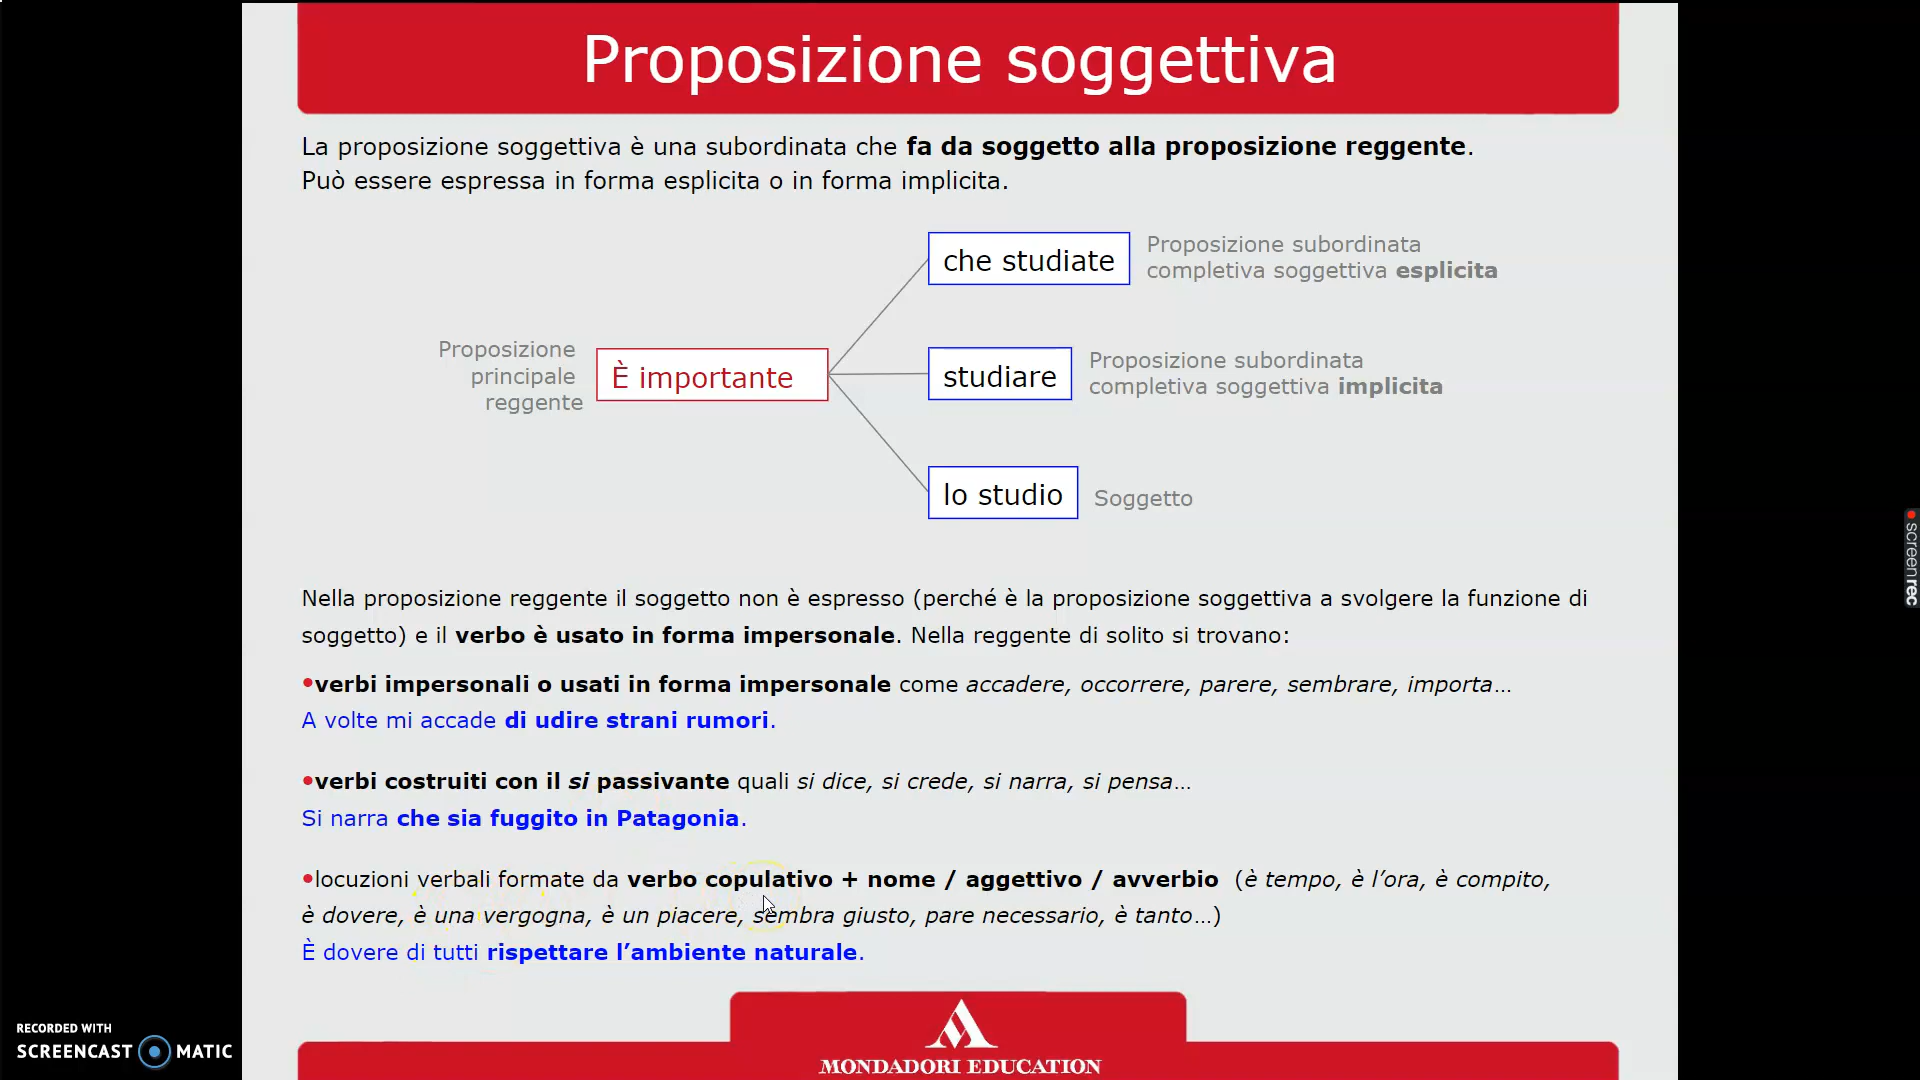 Proposizione soggettiva
La proposizione soggettiva è una subordinata che fa da soggetto alla proposizione reggente.
Può essere espressa in forma esplicita o in forma implicita.
che studiate
Proposizione subordinata
completiva soggettiva esplicita
Proposizione
principale
reggente
È importante
studiare
Proposizione subordinata
completiva soggettiva implicita
lo studio
Soggetto
Nella proposizione reggente il soggetto non è espresso (perché è la proposizione soggettiva a svolgere la funzione di
soggetto) e il verbo è usato in forma impersonale. Nella reggente di solito si trovano:
•verbi impersonali o usati in forma impersonale come accadere, occorrere, parere, sembrare, importa…
A volte mi accade di udire strani rumori.
•verbi costruiti con il si passivante quali si dice, si crede, si narra, si pensa…
Si narra che sia fuggito in Patagonia.
•locuzioni verbali formate da verbo copulativo + nome / aggettivo / avverbio (è tempo, è l’ora, è compito,
è dovere, è una vergogna, è un piacere, sembra giusto, pare necessario, è tanto…)
È dovere di tutti rispettare l’ambiente naturale.
MONDADORI EDUCATION
RECORDED WITH
SCREENCAST MATIC
screenrec